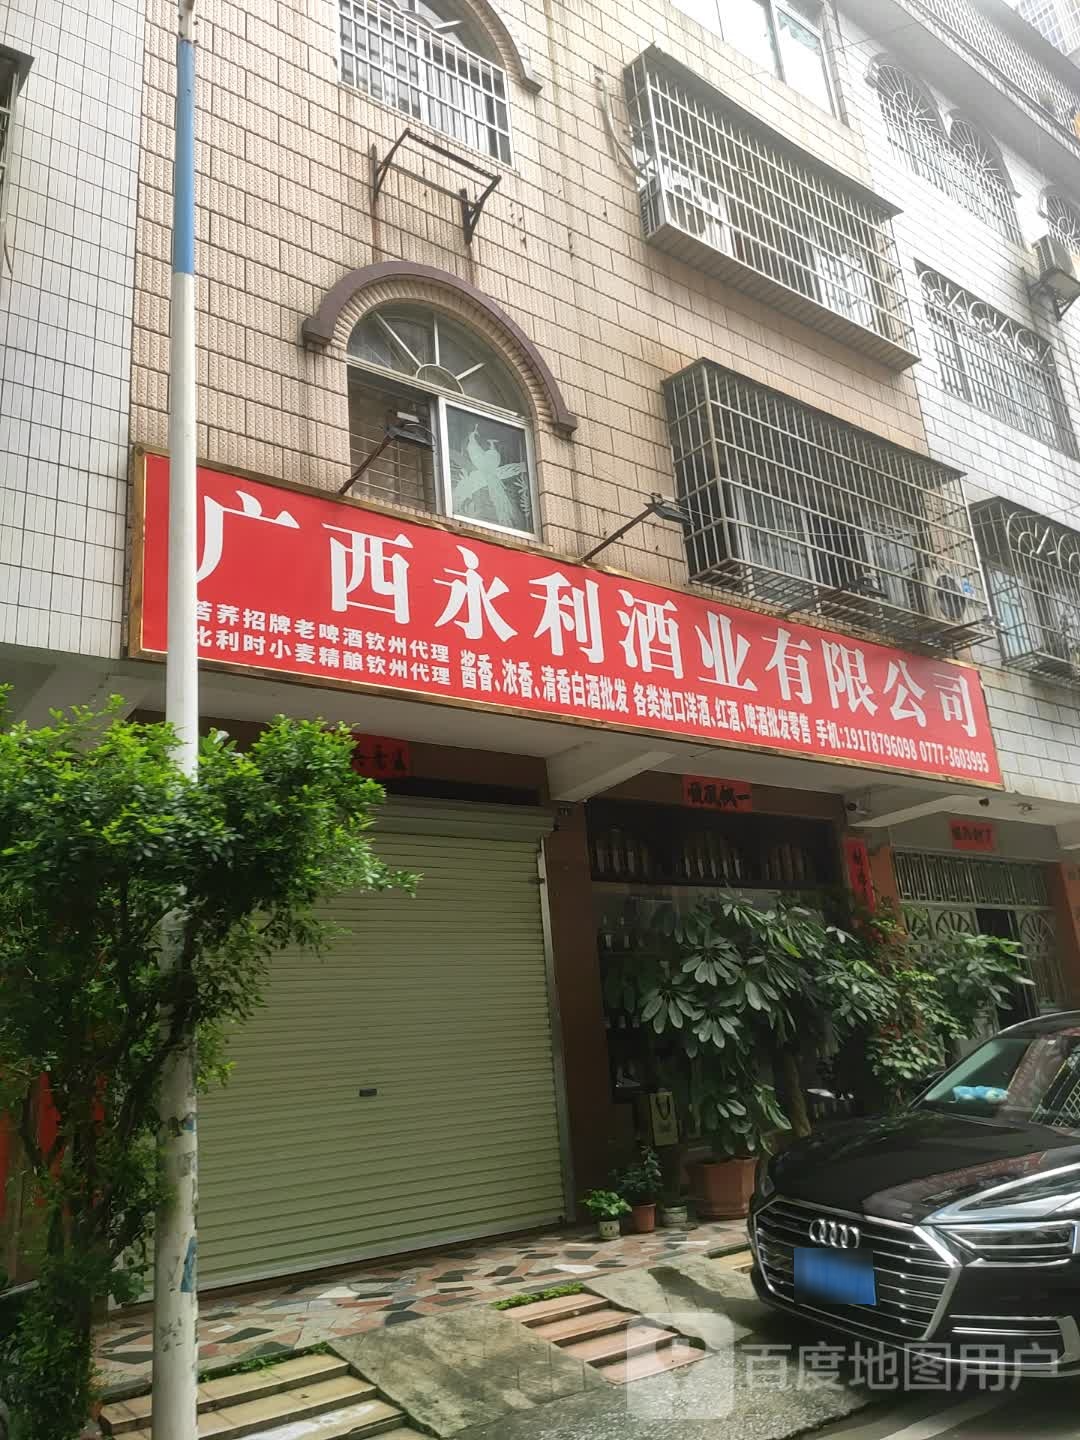 广西永利酒业有限公司
苦荞招牌老啤酒钦州代理
比利时小麦精酿钦州代理
酱香、浓香、清香白酒批发 各类进口洋酒、红酒、啤酒批发零售 手机:19178796098 0777-3603995
百度地图用户